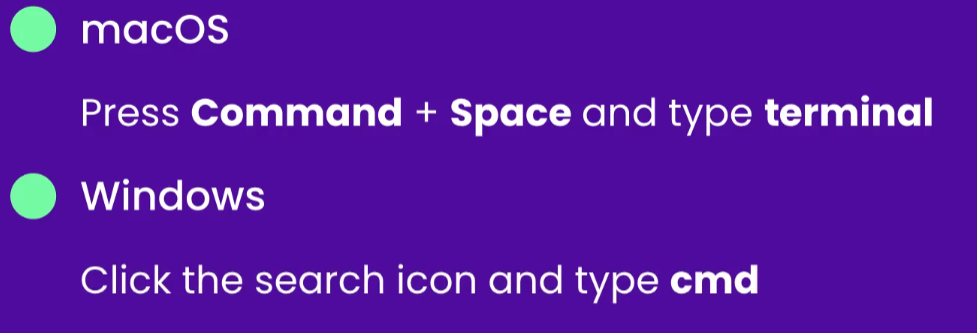 macOS
Press Command + Space and type terminal
Windows
Click the search icon and type cmd